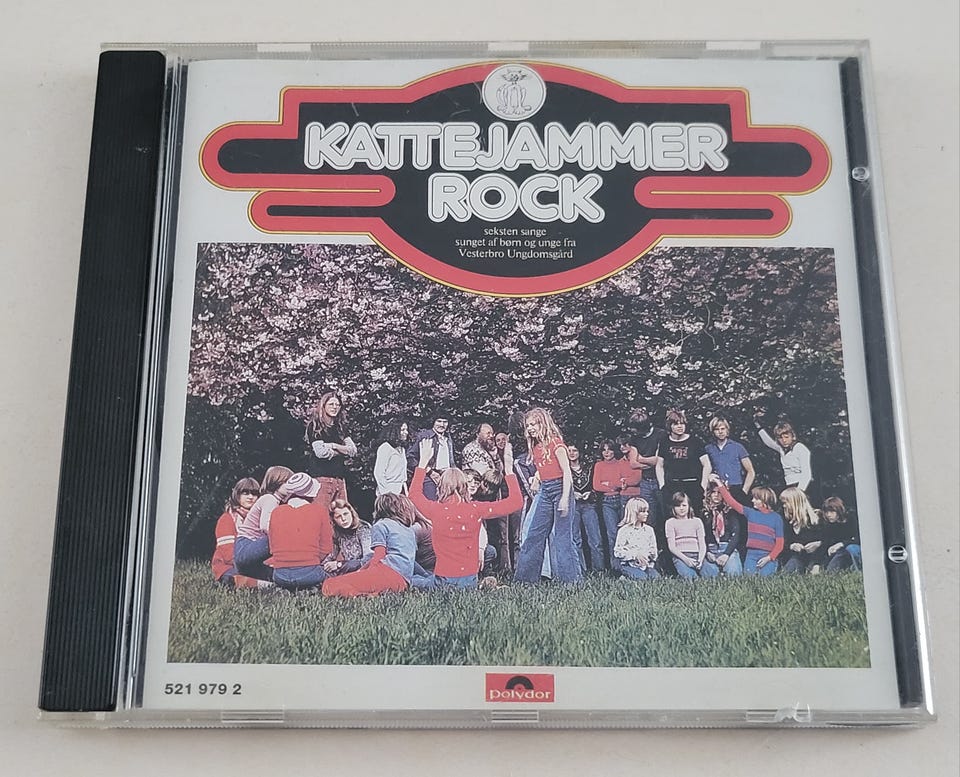 KATTEJAMMER
ROCK
seksten sange
sunget af børn og unge fra
Vesterbro Ungdomsgård
521 979 2
polydor